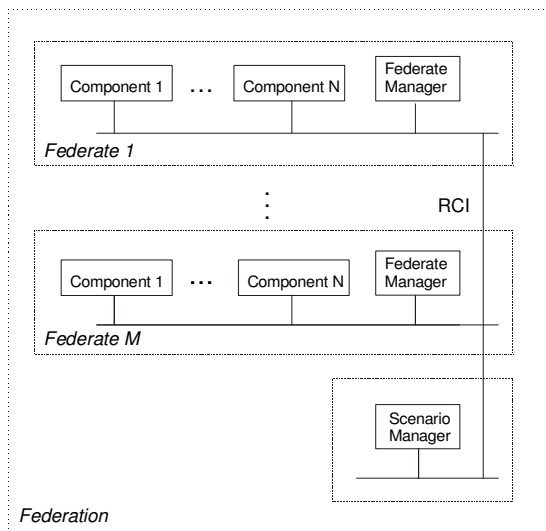 Component 1
...
Component N
Federate
Manager
Federate 1
RCI
Component 1
...
Component N
Federate
Manager
Federate M
Scenario
Manager
Federation